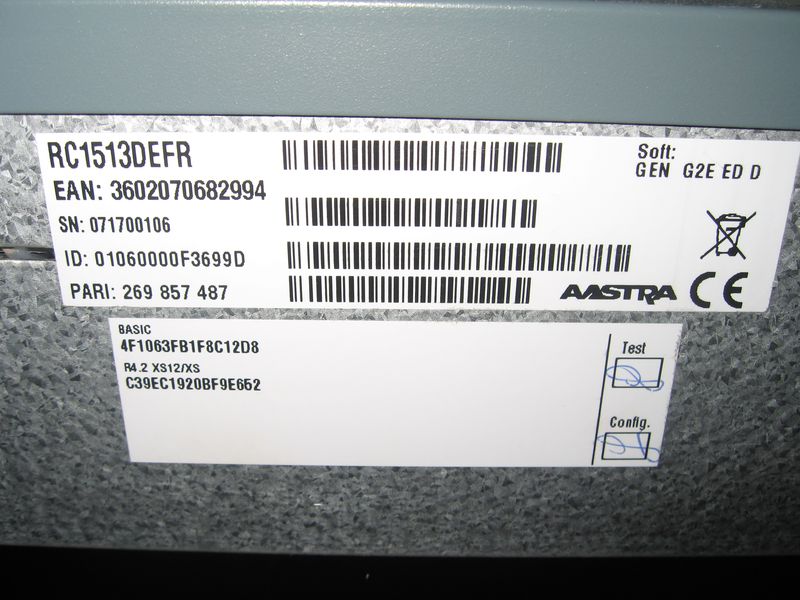 RC1513DEFR
Soft:
GEN G2E ED D
EAN: 3602070682994
SN: 071700106
ID: 01060000F3699D
PARI: 269 857 487
AASTRA CE
BASIC
4F1063FB1F8C12D8
R4.2 XS12/XS
C39EC1920BF9E652
Test
Config.